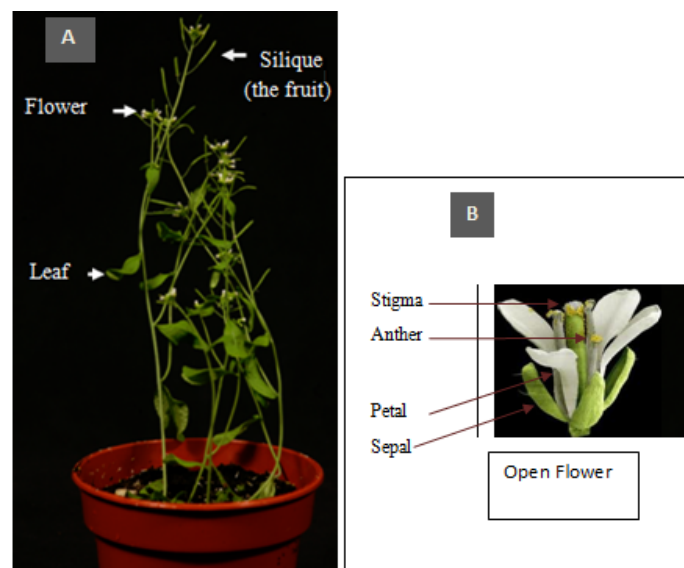 A
Silique
(the fruit)
Flower
Leaf
B
Stigma
Anther
Petal
Sepal
Open Flower